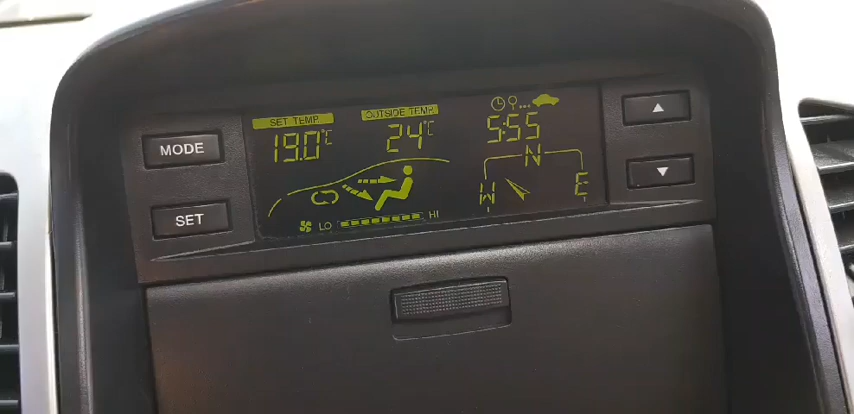 MODE
SET
SET TEMP
19.0°C
OUTSIDE TEMP
24°C
5:55
N
W
E
LO
HI